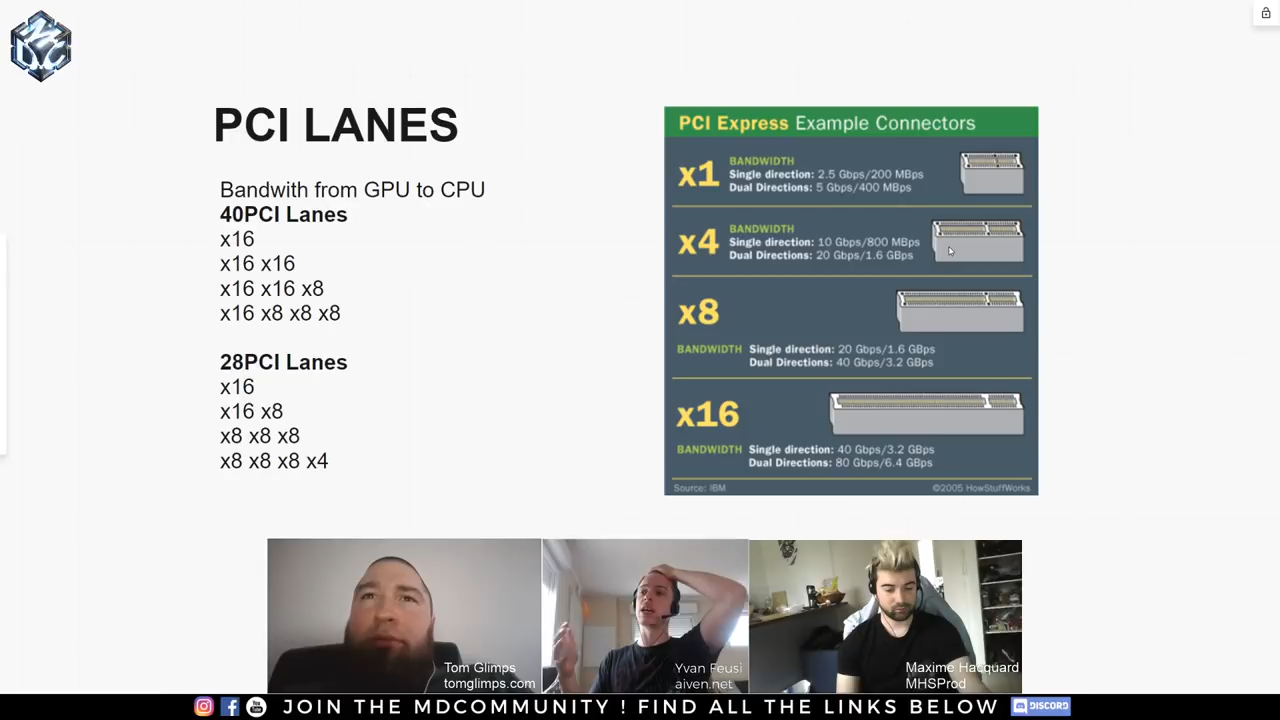 PCI LANES
Bandwith from GPU to CPU
40PCI Lanes
x16
x16 x16
x16 x16 x8
x16 x8 x8 x8
28PCI Lanes
x16
x16 x8
x8 x8 x8
x8 x8 x8 x4
PCI Express Example Connectors
x1
BANDWIDTH
Single direction: 2.5 Gbps/200 MBps
Dual Directions: 5 Gbps/400 MBps
x4
BANDWIDTH
Single direction: 10 Gbps/800 MBps
Dual Directions: 20 Gbps/1.6 GBps
x8
BANDWIDTH Single direction: 20 Gbps/1.6 GBps
Dual Directions: 40 Gbps/3.2 GBps
x16
BANDWIDTH Single direction: 40 Gbps/3.2 GBps
Dual Directions: 80 Gbps/6.4 GBps
Source: IBM ©2005 HowStuffWorks
Tom Glimps
tomglimps.com
Yvan Feusi
aiven.net
Maxime Hacquard
MHSProd
JOIN THE MDCOMMUNITY ! FIND ALL THE LINKS BELOW DISCORD